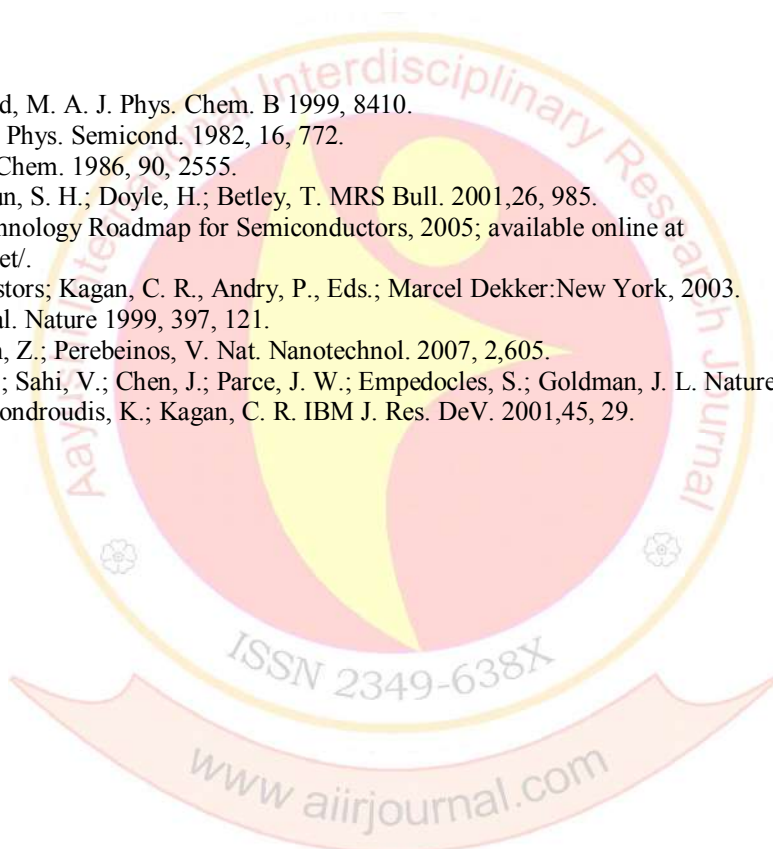 d, M. A. J. Phys. Chem. B 1999, 8410.
Phys. Semicond. 1982, 16, 772.
Chem. 1986, 90, 2555.
un, S. H.; Doyle, H.; Betley, T. MRS Bull. 2001,26, 985.
hnology Roadmap for Semiconductors, 2005; available online at
et/.
stors; Kagan, C. R., Andry, P., Eds.; Marcel Dekker:New York, 2003.
al. Nature 1999, 397, 121.
, Z.; Perebeinos, V. Nat. Nanotechnol. 2007, 2,605.
.; Sahi, V.; Chen, J.; Parce, J. W.; Empedocles, S.; Goldman, J. L. Nature
ondroudis, K.; Kagan, C. R. IBM J. Res. DeV. 2001,45, 29.
Aayushi International Interdisciplinary Research Journal
ISSN 2349-638X
www aiirjournal.com